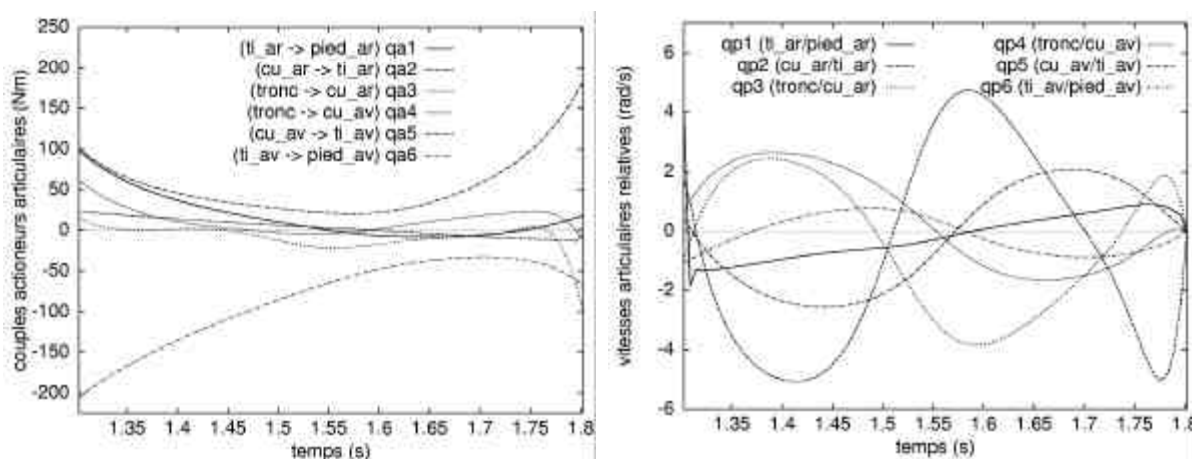 250
200
150
100
50
0
-50
-100
-150
-200
couples actioneurs articulaires (Nm)
(ti_ar -> pied_ar) qa1
(cu_ar -> ti_ar) qa2
(tronc -> cu_ar) qa3
(tronc -> cu_av) qa4
(cu_av -> ti_av) qa5
(ti_av -> pied_av) qa6
1.35 1.4 1.45 1.5 1.55 1.6 1.65 1.7 1.75 1.8
temps (s)
6
4
2
0
-2
-4
-6
vitesses articulaires relatives (rad/s)
qp1 (ti_ar/pied_ar)
qp2 (cu_ar/ti_ar)
qp3 (tronc/cu_ar)
qp4 (tronc/cu_av)
qp5 (cu_av/ti_av)
qp6 (ti_av/pied_av)
1.35 1.4 1.45 1.5 1.55 1.6 1.65 1.7 1.75 1.8
temps (s)